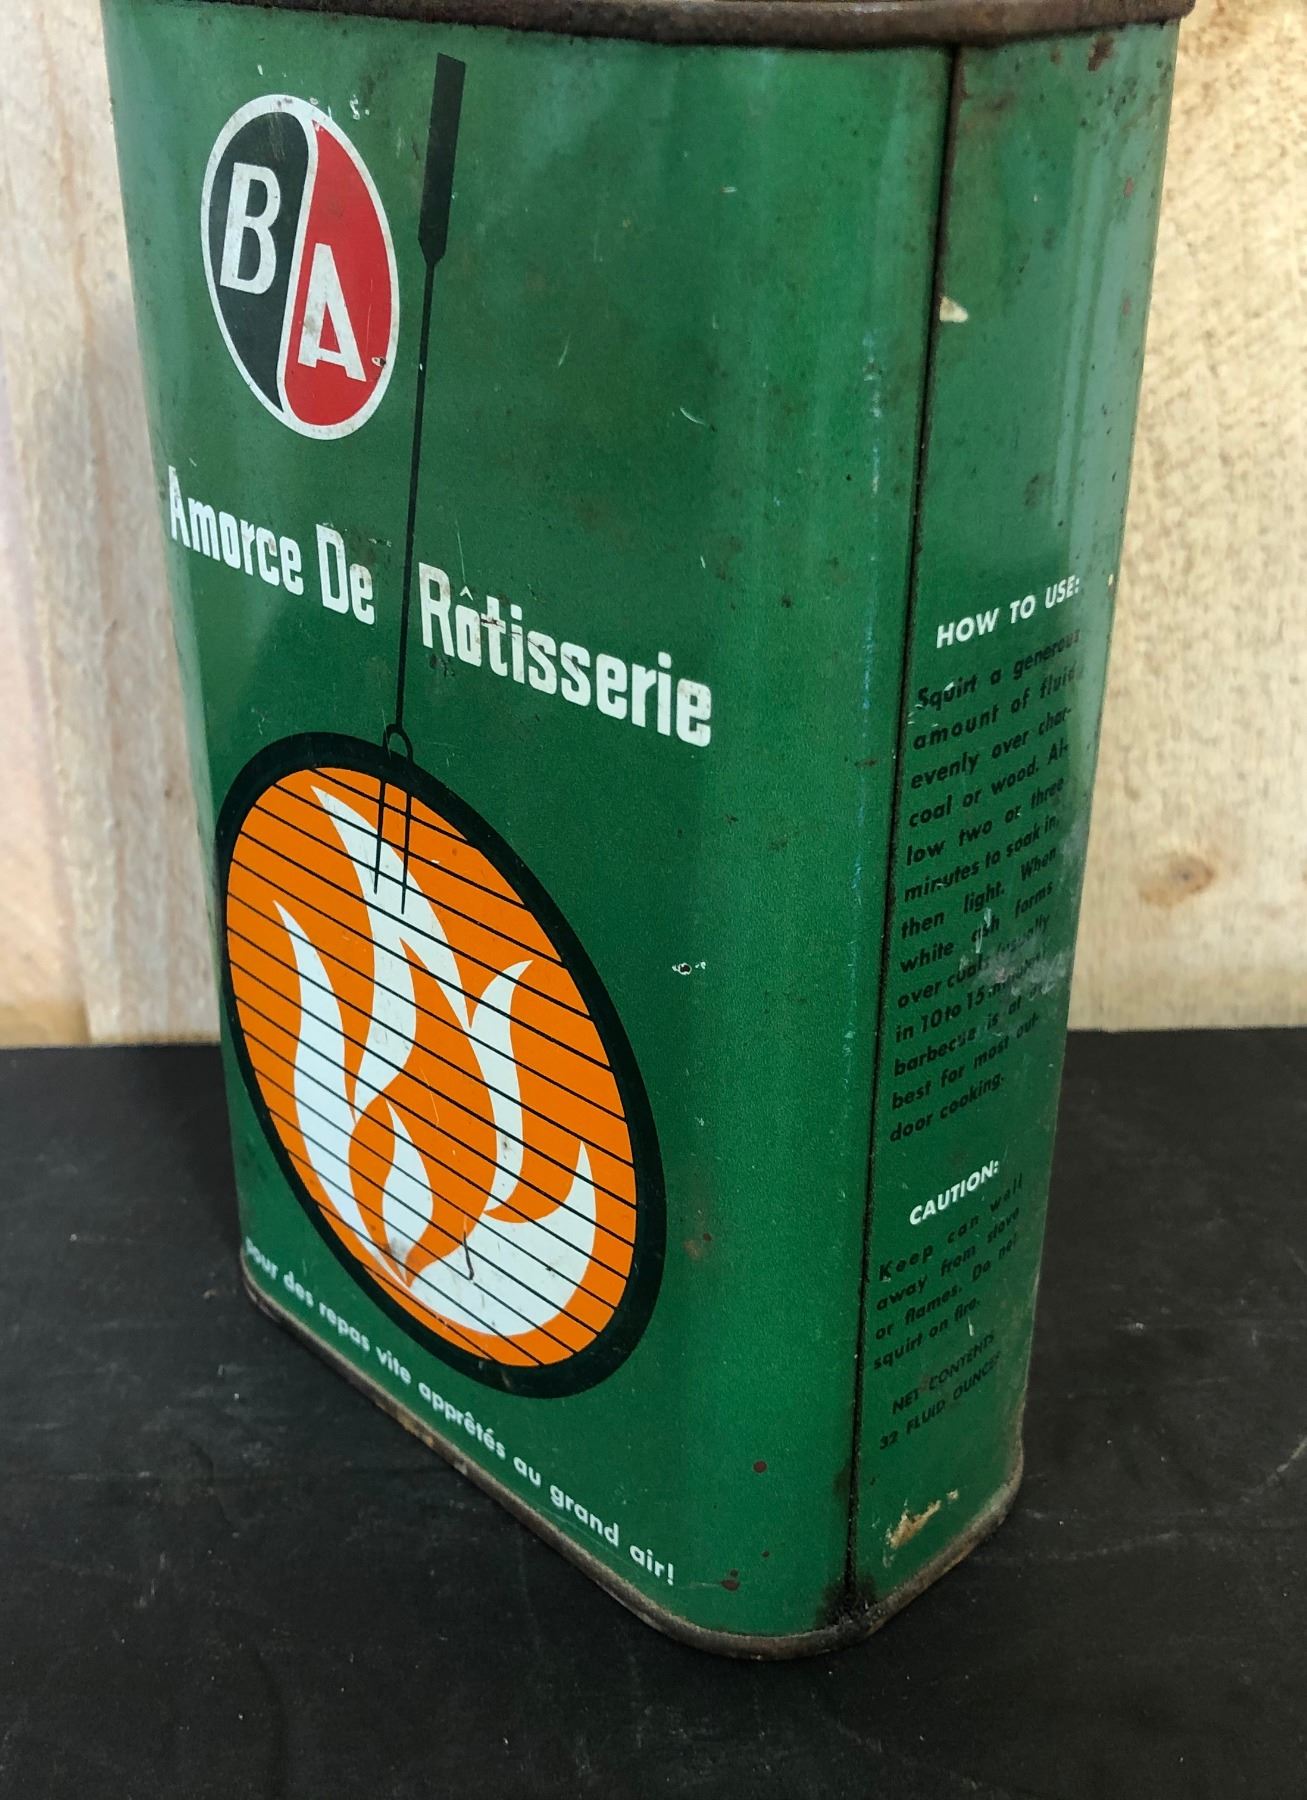 B
A
Amorce De Rôtisserie
pour des repas vite apprêtés au grand air!
HOW TO USE:
Squirt a generous
amount of fluid
evenly over char-
coal or wood. Al-
low two or three
minutes to soak in,
then light. When
white ash forms
over coals (usually
in 10 to 15 minutes)
barbecue is at its
best for most out-
door cooking.
CAUTION:
Keep can well
away from stove
or flames. Do not
squirt on fire.
NET CONTENTS
32 FLUID OUNCES